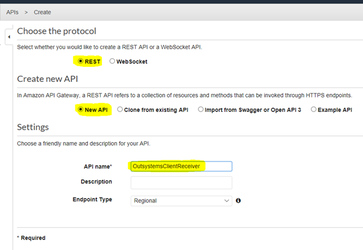 APIs > Create
Choose the protocol
Select whether you would like to create a REST API or a WebSocket API.
REST WebSocket
Create new API
In Amazon API Gateway, a REST API refers to a collection of resources and methods that can be invoked through HTTPS endpoints.
New API Clone from existing API Import from Swagger or Open API 3 Example API
Settings
Choose a friendly name and description for your API.
API name* OutsystemsClientReceiver
Description
Endpoint Type Regional
* Required